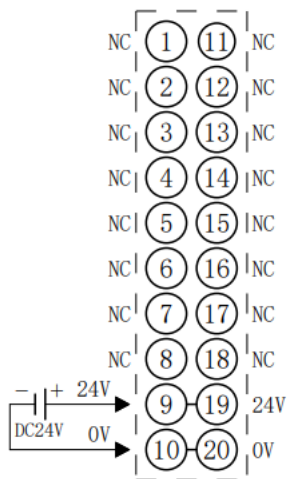 NC 1 11 NC
NC 2 12 NC
NC 3 13 NC
NC 4 14 NC
NC 5 15 NC
NC 6 16 NC
NC 7 17 NC
NC 8 18 NC
- + 24V 9 19 24V
DC24V 0V 10 20 0V